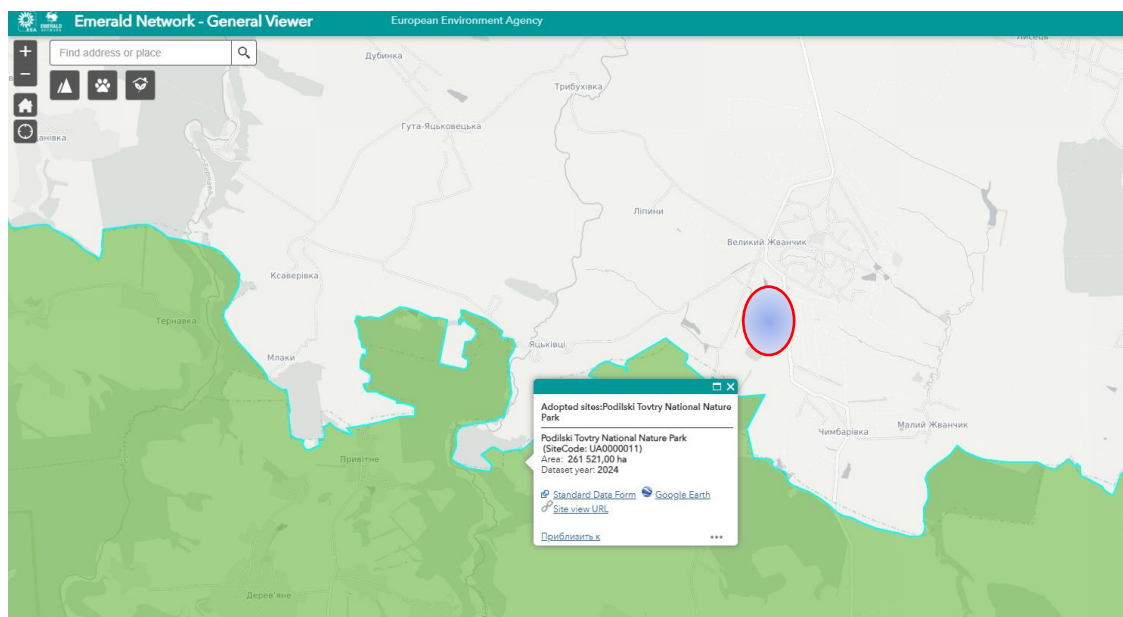 Emerald Network - General Viewer
European Environment Agency
Find address or place
Дубинка
Трибухівка
Гута-Яцьковецька
Ліпини
Великий Жванчик
Ксаверівка
Тернавка
Яцьківці
Млаки
Adopted sites:Podilski Tovtry National Nature
Park
Podilski Tovtry National Nature Park
(SiteCode: UA0000011)
Area: 261 521,00 ha
Dataset year: 2024
Standard Data Form Google Earth
Site view URL
Приблизить к
Чимбарівка
Малий Жванчик
Привітне
Дерев'яне